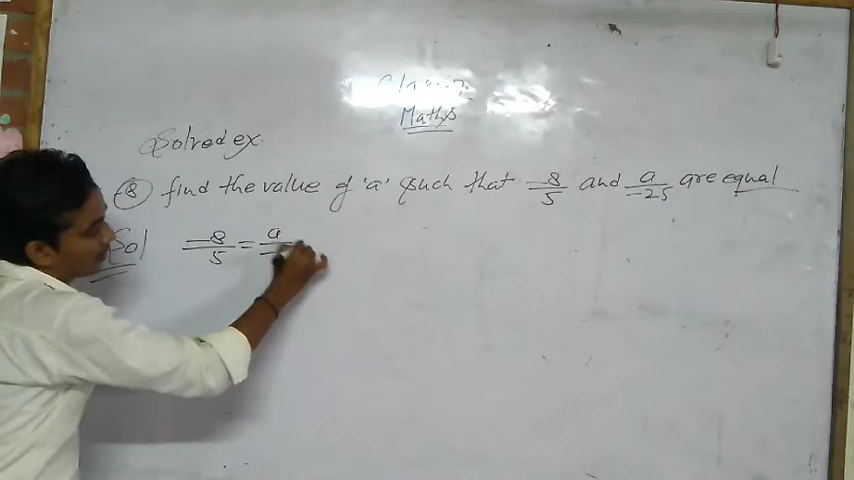 Maths
Solved ex.
8 find the value of 'a' such that -8/5 and a/-25 are equal
Sol -8/5 = a/-